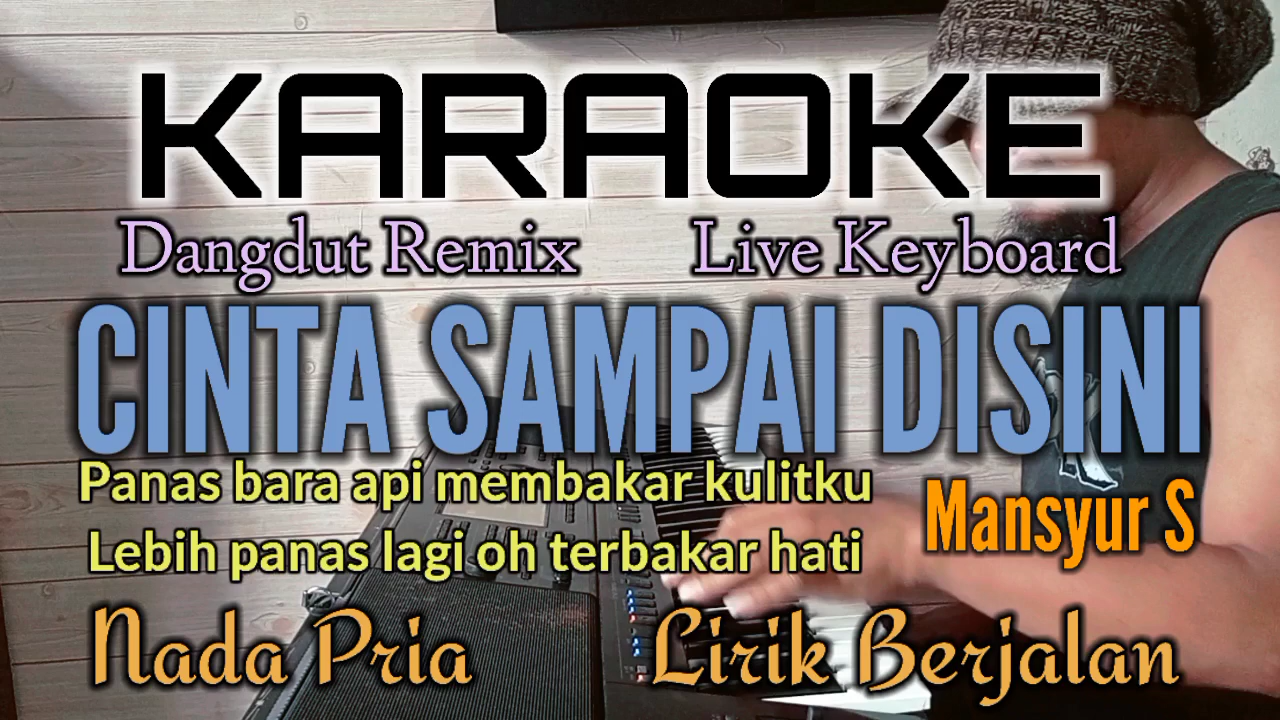 KARAOKE
Dangdut Remix Live Keyboard
CINTA SAMPAI DISINI
Panas bara api membakar kulitku
Lebih panas lagi oh terbakar hati
Mansyur S
Nada Pria Lirik Berjalan